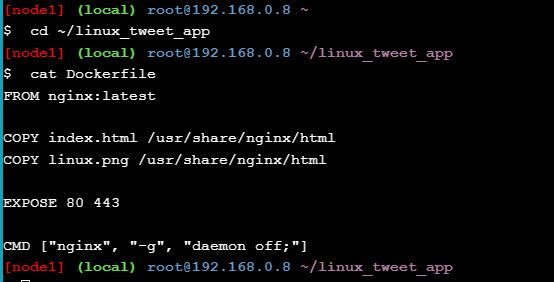 [node1] (local) root@192.168.0.8 ~
$ cd ~/linux_tweet_app
[node1] (local) root@192.168.0.8 ~/linux_tweet_app
$ cat Dockerfile
FROM nginx:latest
COPY index.html /usr/share/nginx/html
COPY linux.png /usr/share/nginx/html
EXPOSE 80 443
CMD ["nginx", "-g", "daemon off;"]
[node1] (local) root@192.168.0.8 ~/linux_tweet_app